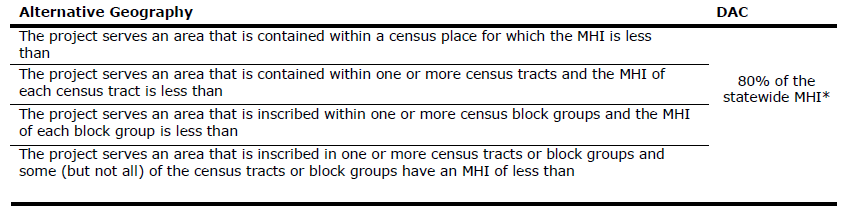 Alternative Geography DAC
The project serves an area that is contained within a census place for which the MHI is less
than
The project serves an area that is contained within one or more census tracts and the MHI of
each census tract is less than
80% of the
statewide MHI*
The project serves an area that is inscribed within one or more census block groups and the MHI
of each block group is less than
The project serves an area that is inscribed in one or more census tracts or block groups and
some (but not all) of the census tracts or block groups have an MHI of less than